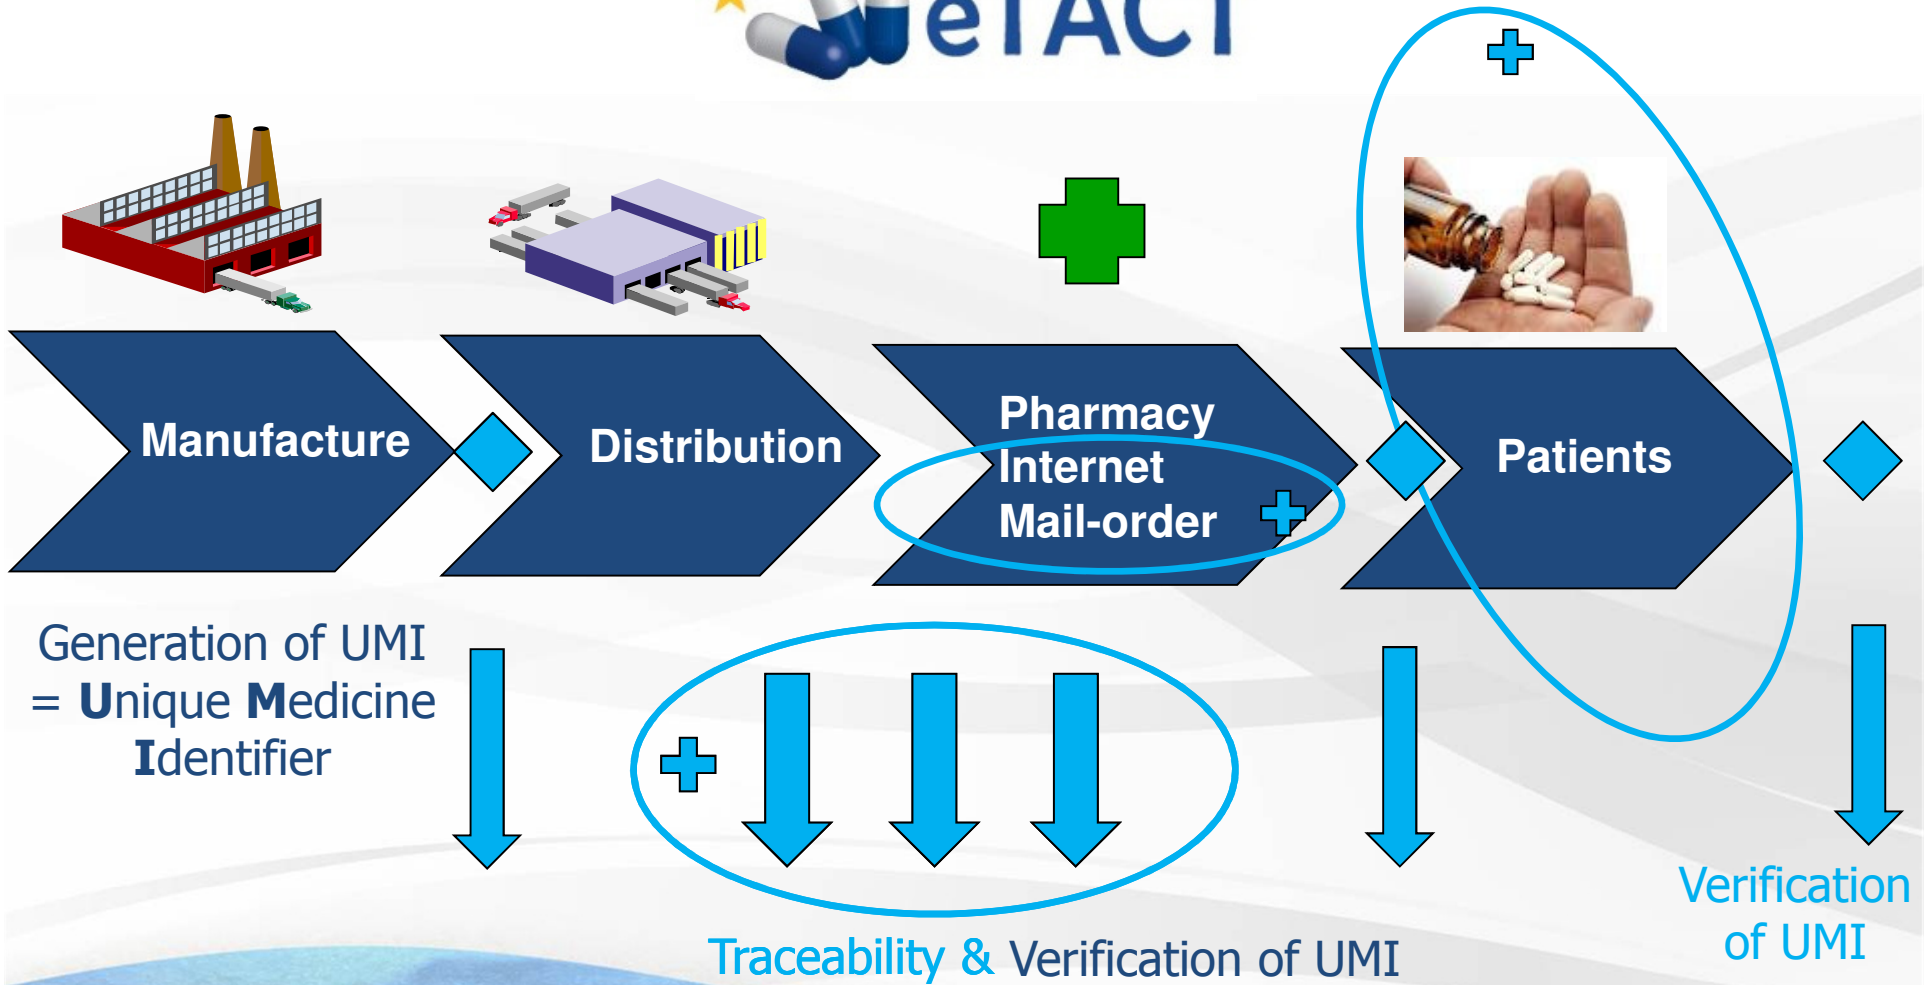 eTACT
Manufacture
Distribution
Pharmacy
Internet
Mail-order
Patients
Generation of UMI
= Unique Medicine
Identifier
Traceability & Verification of UMI
Verification
of UMI